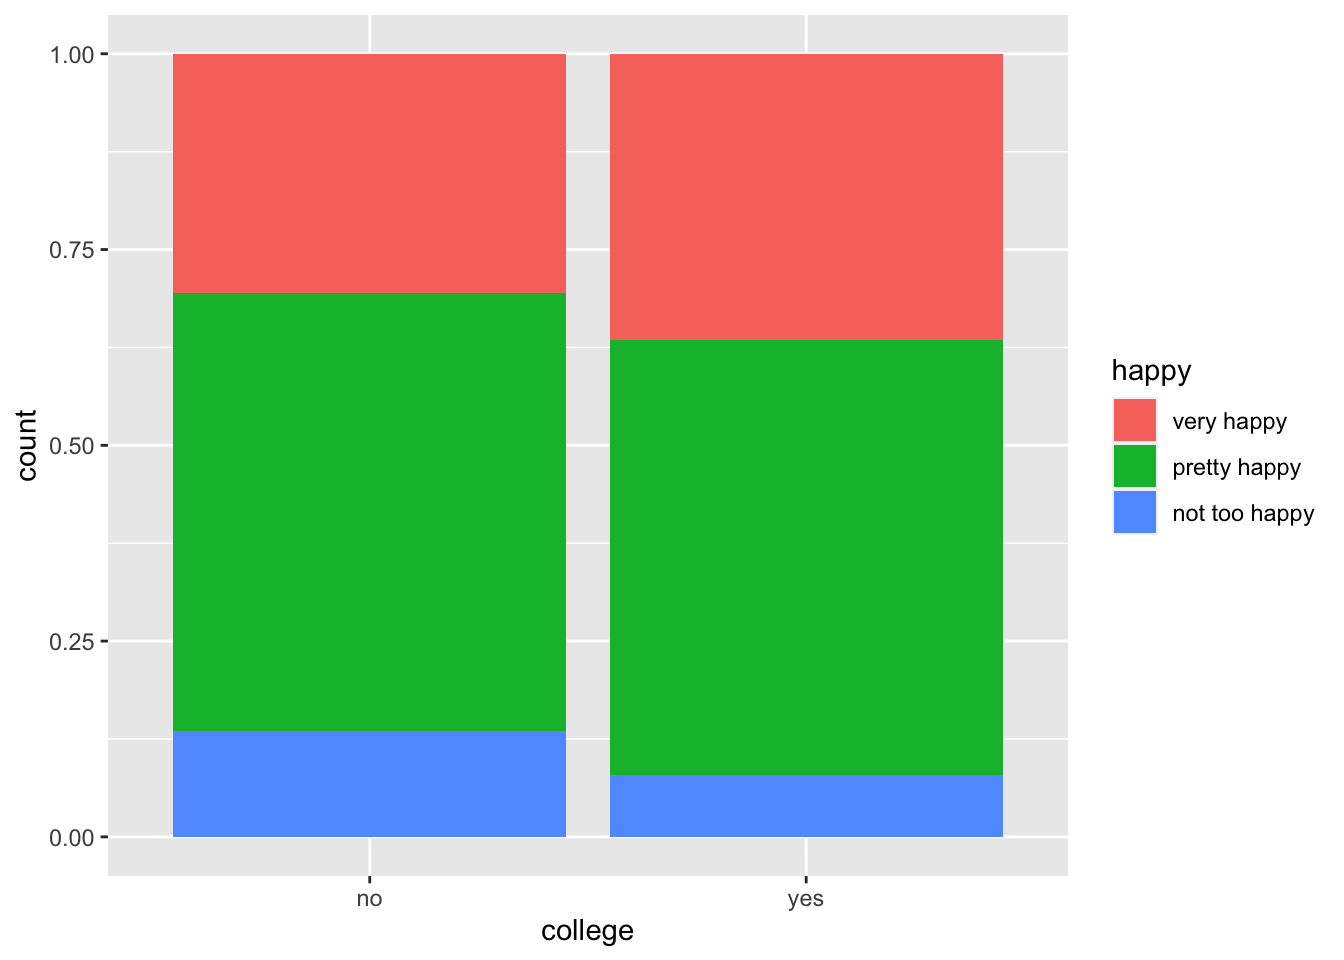 1.00
0.75
0.50
0.25
0.00
count
no
yes
college
happy
very happy
pretty happy
not too happy